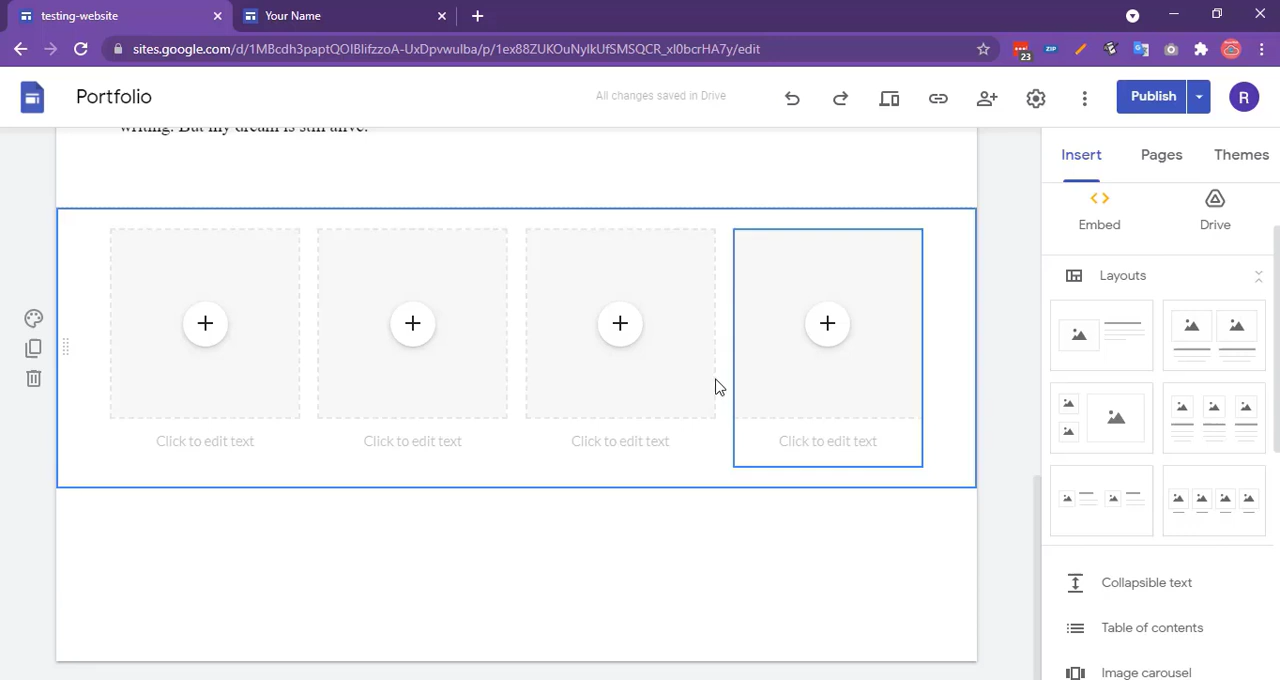 testing-website
Your Name
sites.google.com/d/1MBcdh3paptQOIBlifzzoA-UxDpvwulba/p/1ex88ZUKOuNylkUfSMSQCR_xl0bcrHA7y/edit
23
ZIP
Portfolio
All changes saved in Drive
Publish
R
writing. But my dream is still alive.
Insert
Pages
Themes
Embed
Drive
Layouts
Click to edit text
Click to edit text
Click to edit text
Click to edit text
Collapsible text
Table of contents
Image carousel